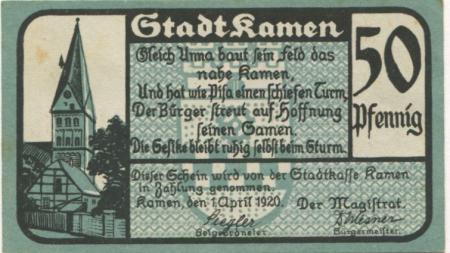 Stadt Kamen
Gleich Unna baut sein Feld das
nahe Kamen,
Und hat wie Pisa einen schiefen Turm.
Der Bürger streut auf Hoffnung
seinen Samen.
Die Seske bleibt ruhig selbst beim Sturm.
50
Pfennig
Dieser Schein wird von der Stadtkasse Kamen
in Zahlung genommen.
Kamen, den 1. April 1920. Der Magistrat.
Siegler
Beigeordneter
Bürgermeister.